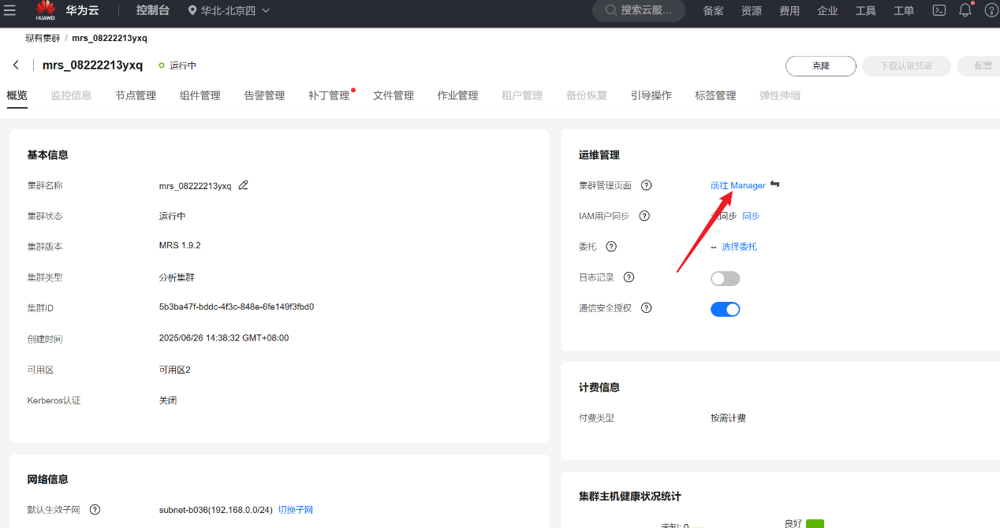 HUAWEI 华为云 控制台 华北-北京四 搜索云服... 备案 资源 费用 企业 工具 工单
现有集群 / mrs_08222213yxq
mrs_08222213yxq 运行中 克隆 下载认证凭证 配置
概览 监控信息 节点管理 组件管理 告警管理 补丁管理 文件管理 作业管理 租户管理 备份恢复 引导操作 标签管理 弹性伸缩
基本信息
集群名称 mrs_08222213yxq
集群状态 运行中
集群版本 MRS 1.9.2
集群类型 分析集群
集群ID 5b3ba47f-bddc-4f3c-848e-6fe149f3fbd0
创建时间 2025/06/26 14:38:32 GMT+08:00
可用区 可用区2
Kerberos认证 关闭
网络信息
默认生效子网 subnet-b036(192.168.0.0/24) 切换子网
运维管理
集群管理页面 前往 Manager
IAM用户同步 同步 同步
委托 -- 选择委托
日志记录
通信安全授权
计费信息
付费类型 按需计费
集群主机健康状况统计
未知: 0 良好